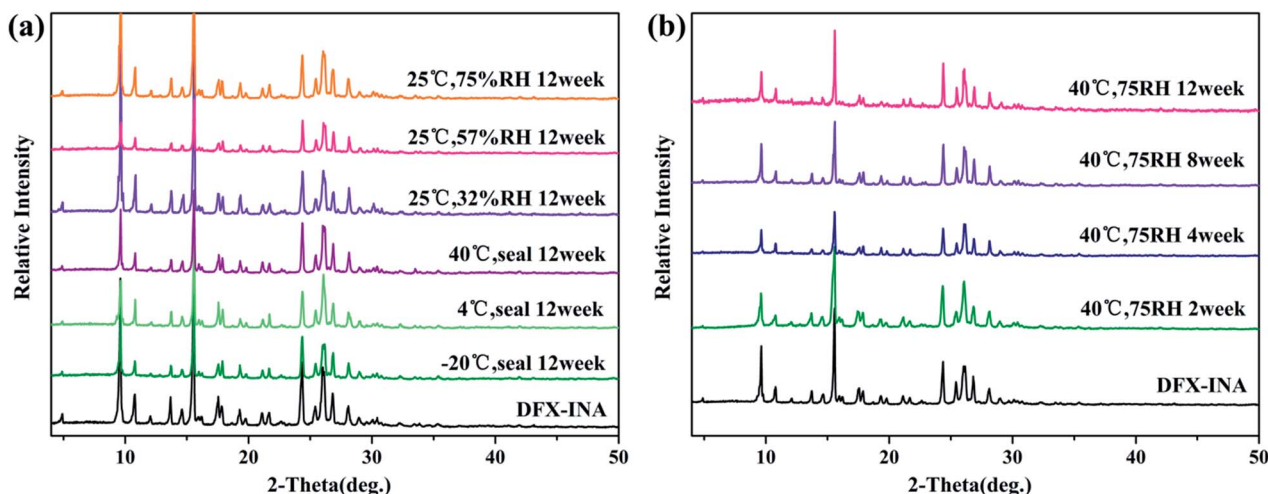 (a)
Relative Intensity
25℃,75%RH 12week
25℃,57%RH 12week
25℃,32%RH 12week
40℃,seal 12week
4℃,seal 12week
-20℃,seal 12week
DFX-INA
10 20 30 40 50
2-Theta(deg.)
(b)
Relative Intensity
40℃,75RH 12week
40℃,75RH 8week
40℃,75RH 4week
40℃,75RH 2week
DFX-INA
10 20 30 40 50
2-Theta(deg.)